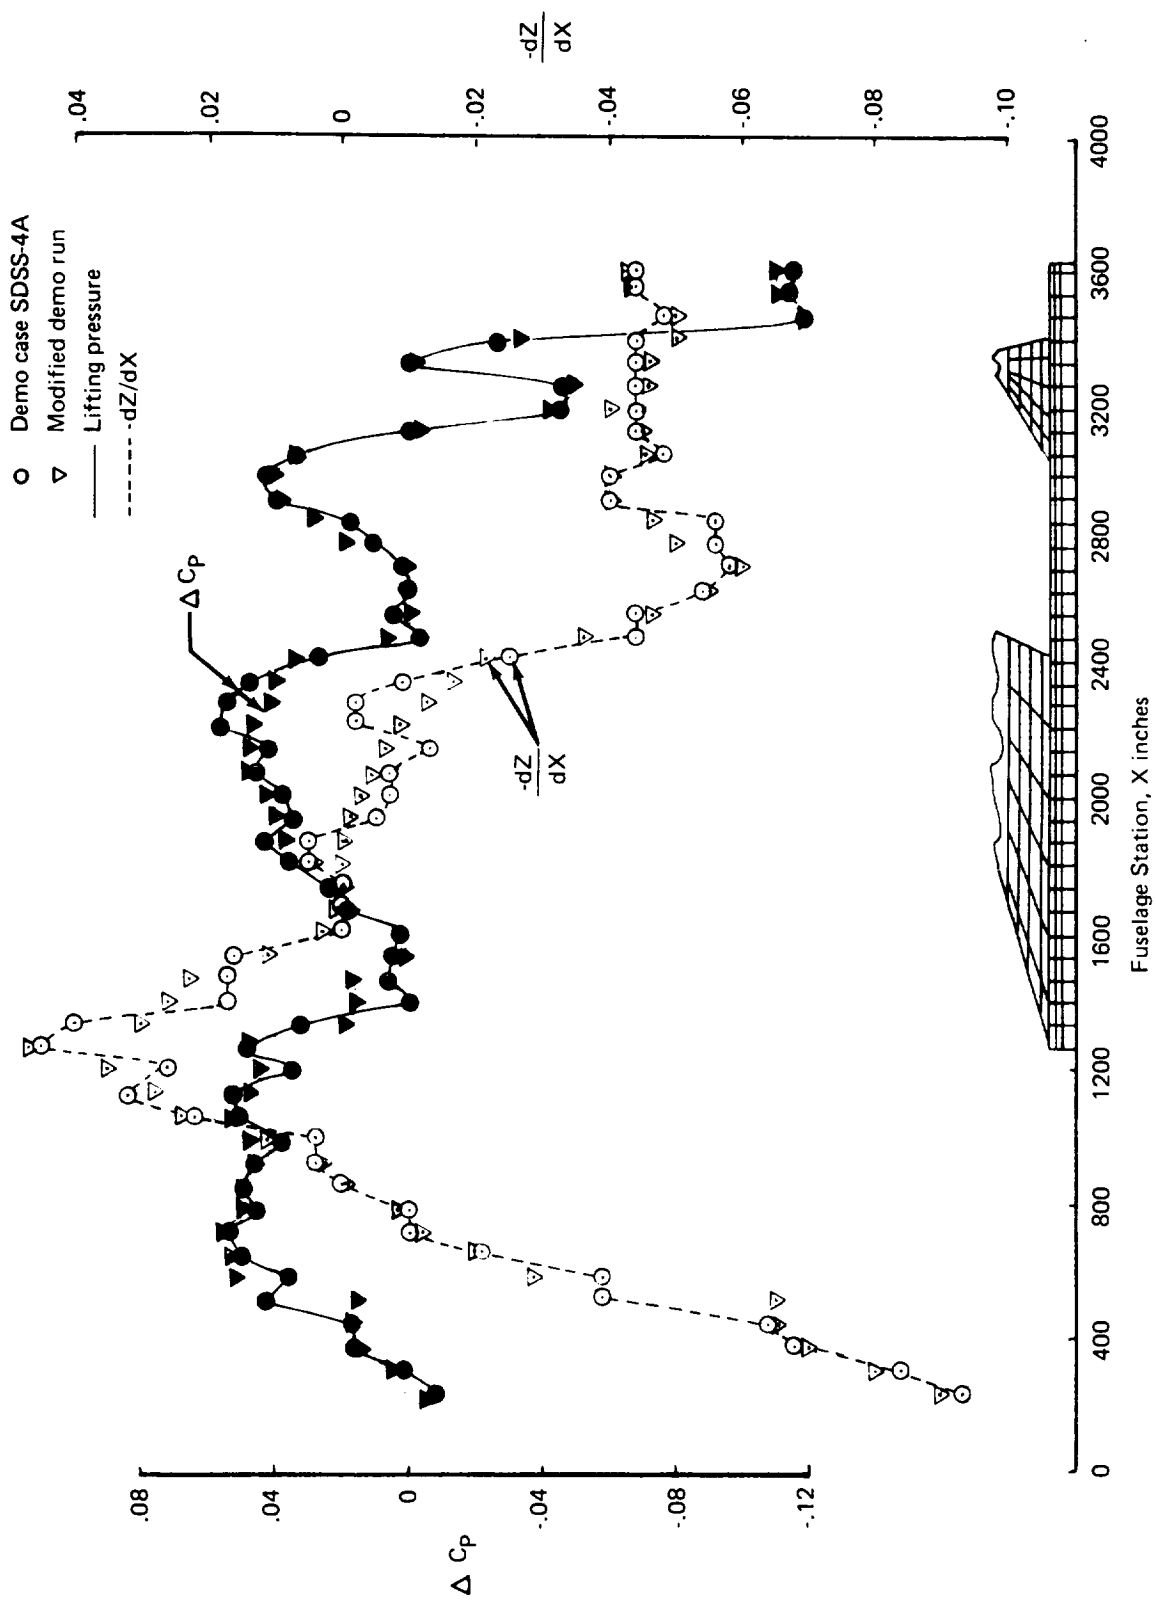 Demo case SDSS-4A
Modified demo run
Lifting pressure
-dZ/dX
Δ Cp
.08
.04
0
-.04
-.08
-.12
Δ Cp
-dZ
dX
-dZ
dX
.04
.02
0
-.02
-.04
-.06
-.08
-.10
0
400
800
1200
1600
2000
2400
2800
3200
3600
4000
Fuselage Station, X inches